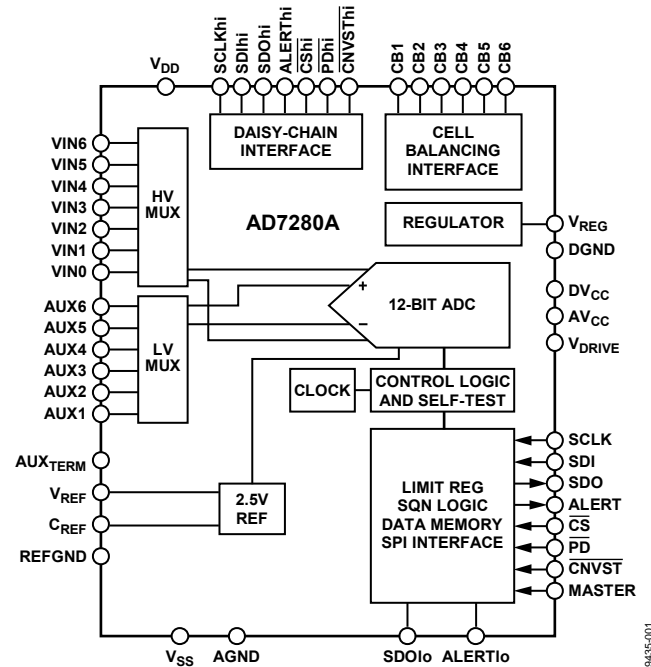 SCLKhi
SDIhi
SDOhi
ALERThi
CShi
PDhi
CNVSThi
CB1
CB2
CB3
CB4
CB5
CB6
VDD
DAISY-CHAIN
INTERFACE
CELL
BALANCING
INTERFACE
VIN6
VIN5
VIN4
VIN3
VIN2
VIN1
VIN0
HV
MUX
AD7280A
REGULATOR
VREG
DGND
DVCC
AVCC
VDRIVE
AUX6
AUX5
AUX4
AUX3
AUX2
AUX1
LV
MUX
+
–
12-BIT ADC
CLOCK
CONTROL LOGIC
AND SELF-TEST
AUXTERM
VREF
CREF
REFGND
2.5V
REF
LIMIT REG
SQN LOGIC
DATA MEMORY
SPI INTERFACE
SCLK
SDI
SDO
ALERT
CS
PD
CNVST
MASTER
VSS
AGND
SDOlo
ALERTlo
9435-001